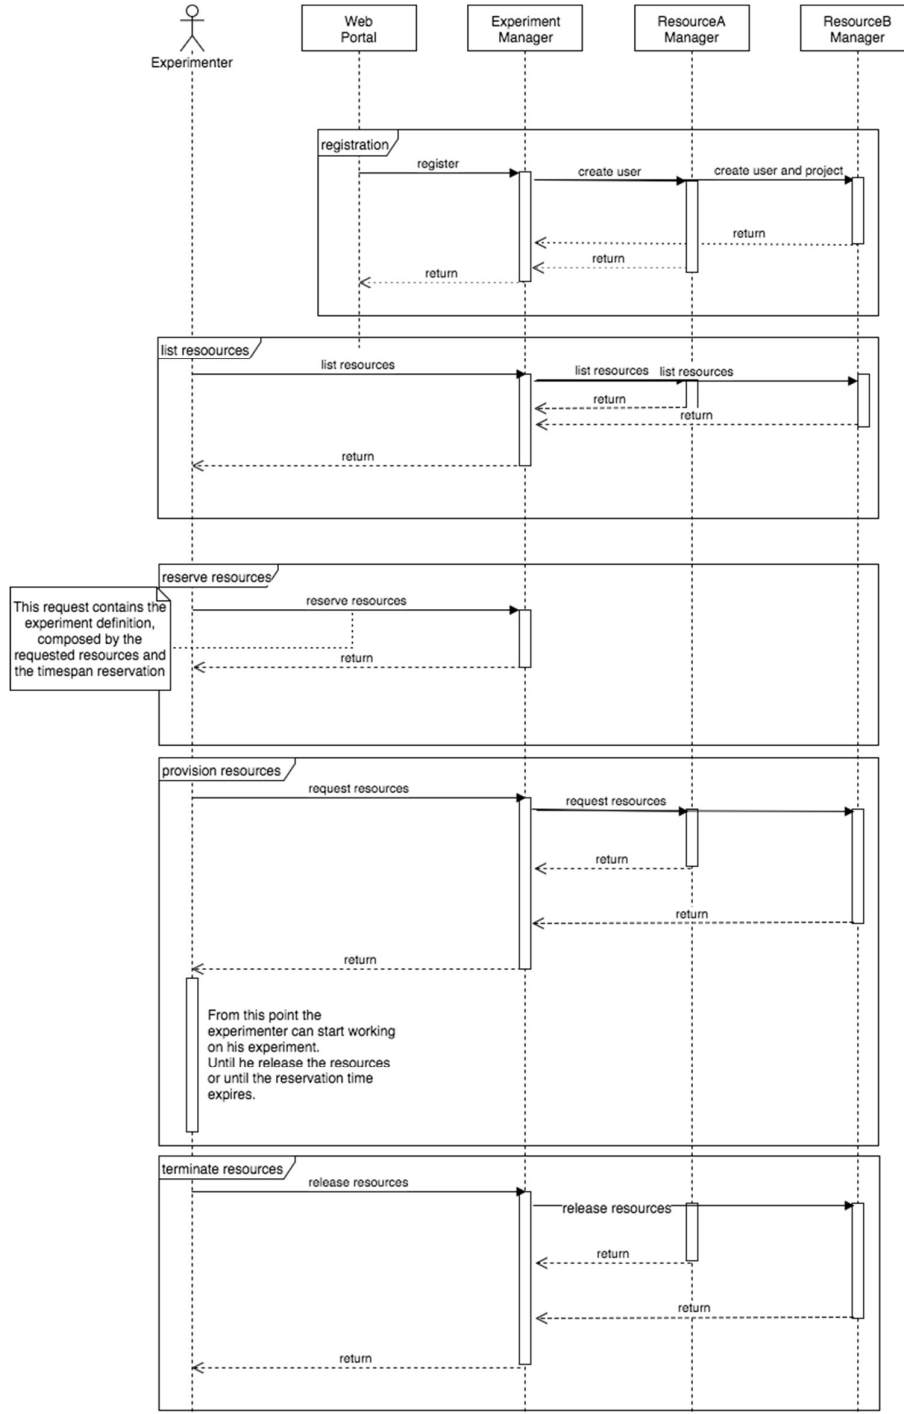 Experimenter
Web
Portal
Experiment
Manager
ResourceA
Manager
ResourceB
Manager
registration
register
create user
create user and project
return
return
return
list resoources
list resources
list resources
list resources
return
return
return
reserve resources
This request contains the
experiment definition,
composed by the
requested resources and
the timespan reservation
reserve resources
return
provision resources
request resources
request resources
return
return
return
From this point the
experimenter can start working
on his experiment.
Until he release the resources
or until the reservation time
expires.
terminate resources
release resources
release resources
return
return
return